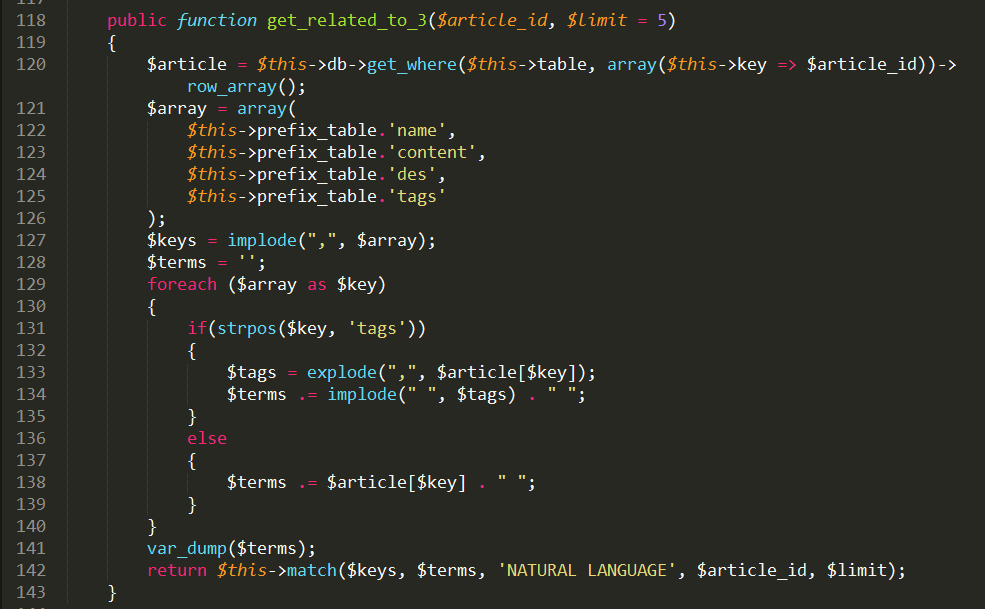 118 public function get_related_to_3($article_id, $limit = 5)
119 {
120 $article = $this->db->get_where($this->table, array($this->key => $article_id))->
row_array();
121 $array = array(
122 $this->prefix_table.'name',
123 $this->prefix_table.'content',
124 $this->prefix_table.'des',
125 $this->prefix_table.'tags'
126 );
127 $keys = implode(",", $array);
128 $terms = '';
129 foreach ($array as $key)
130 {
131 if(strpos($key, 'tags'))
132 {
133 $tags = explode(",", $article[$key]);
134 $terms .= implode(" ", $tags) . " ";
135 }
136 else
137 {
138 $terms .= $article[$key] . " ";
139 }
140 }
141 var_dump($terms);
142 return $this->match($keys, $terms, 'NATURAL LANGUAGE', $article_id, $limit);
143 }